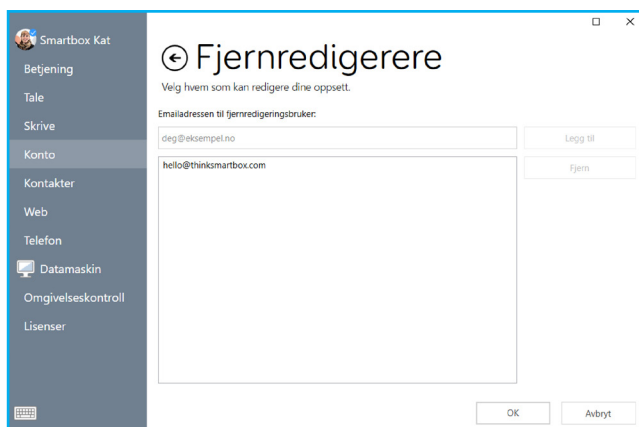 Smartbox Kat
Betjening
Tale
Skrive
Konto
Kontakter
Web
Telefon
Datamaskin
Omgivelseskontroll
Lisenser
Fjernredigerere
Velg hvem som kan redigere dine oppsett.
Emailadressen til fjernredigeringsbruker:
deg@eksempel.no
Legg til
hello@thinksmartbox.com
Fjern
OK
Avbryt